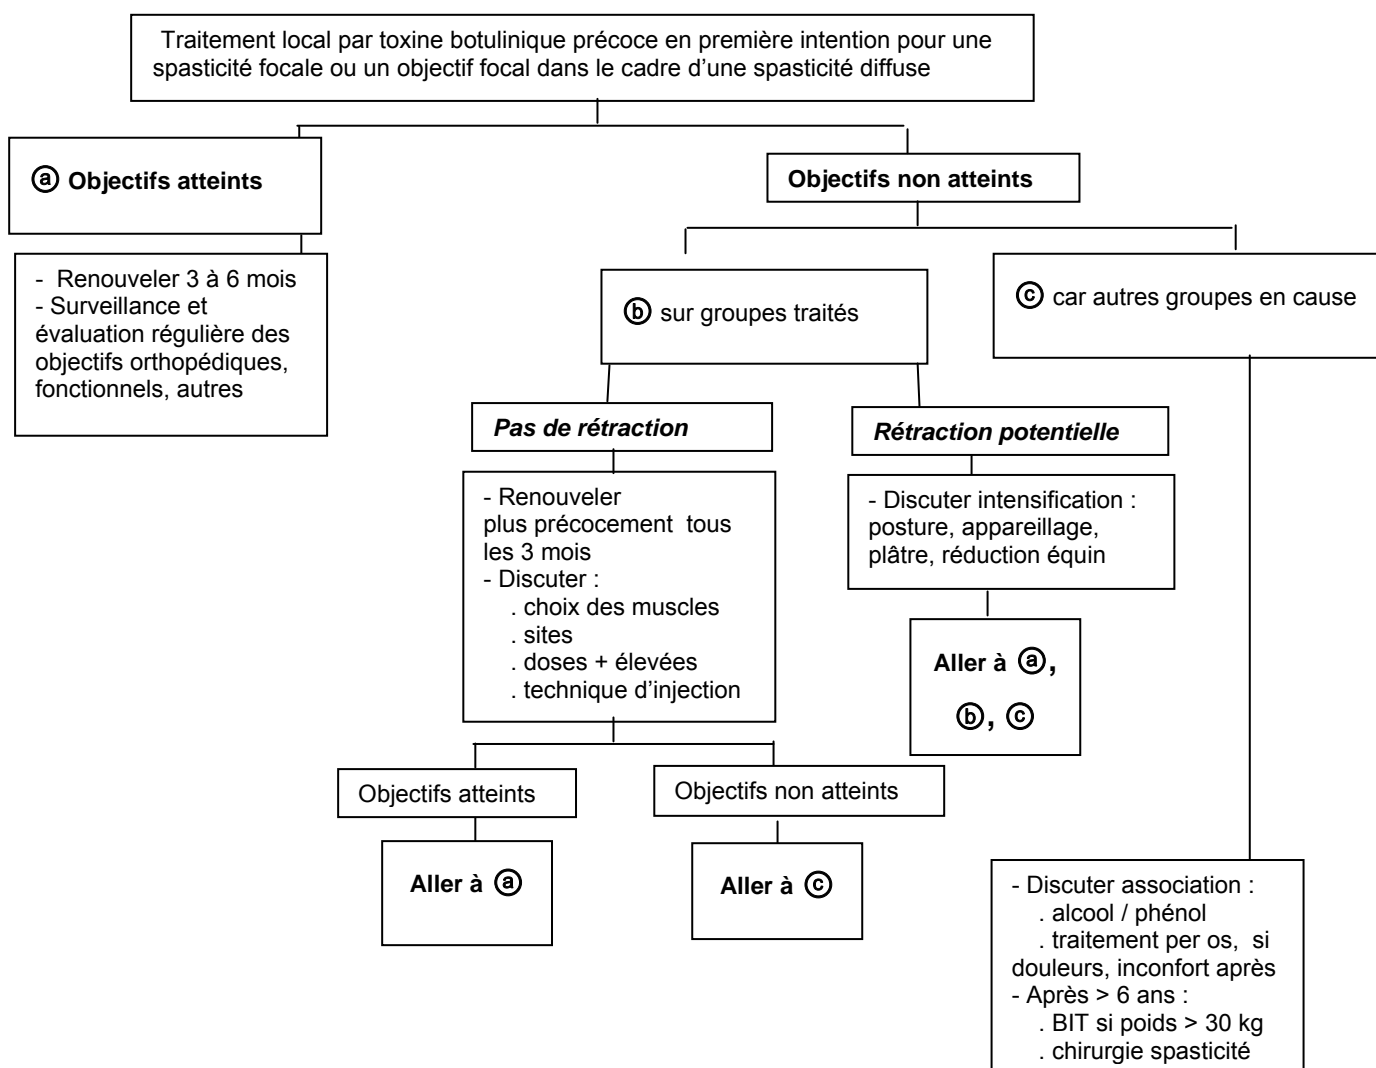 Traitement local par toxine botulinique précoce en première intention pour une
spasticité focale ou un objectif focal dans le cadre d’une spasticité diffuse
ⓐ Objectifs atteints
Objectifs non atteints
- Renouveler 3 à 6 mois
- Surveillance et
évaluation régulière des
objectifs orthopédiques,
fonctionnels, autres
ⓑ sur groupes traités
ⓒ car autres groupes en cause
Pas de rétraction
Rétraction potentielle
- Renouveler
plus précocement tous
les 3 mois
- Discuter :
. choix des muscles
. sites
. doses + élevées
. technique d’injection
- Discuter intensification :
posture, appareillage,
plâtre, réduction équin
Aller à ⓐ,
ⓑ, ⓒ
Objectifs atteints
Objectifs non atteints
Aller à ⓐ
Aller à ⓒ
- Discuter association :
. alcool / phénol
. traitement per os, si
douleurs, inconfort après
- Après > 6 ans :
. BIT si poids > 30 kg
. chirurgie spasticité